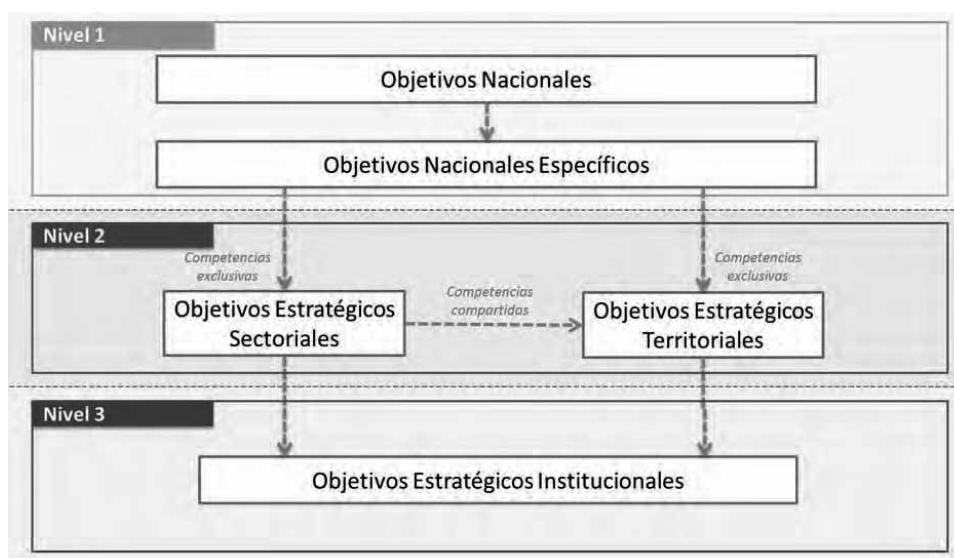 Nivel 1
Objetivos Nacionales
Objetivos Nacionales Específicos
Nivel 2
Competencias
exclusivas
Competencias
exclusivas
Objetivos Estratégicos
Sectoriales
Competencias
compartidas
Objetivos Estratégicos
Territoriales
Nivel 3
Objetivos Estratégicos Institucionales